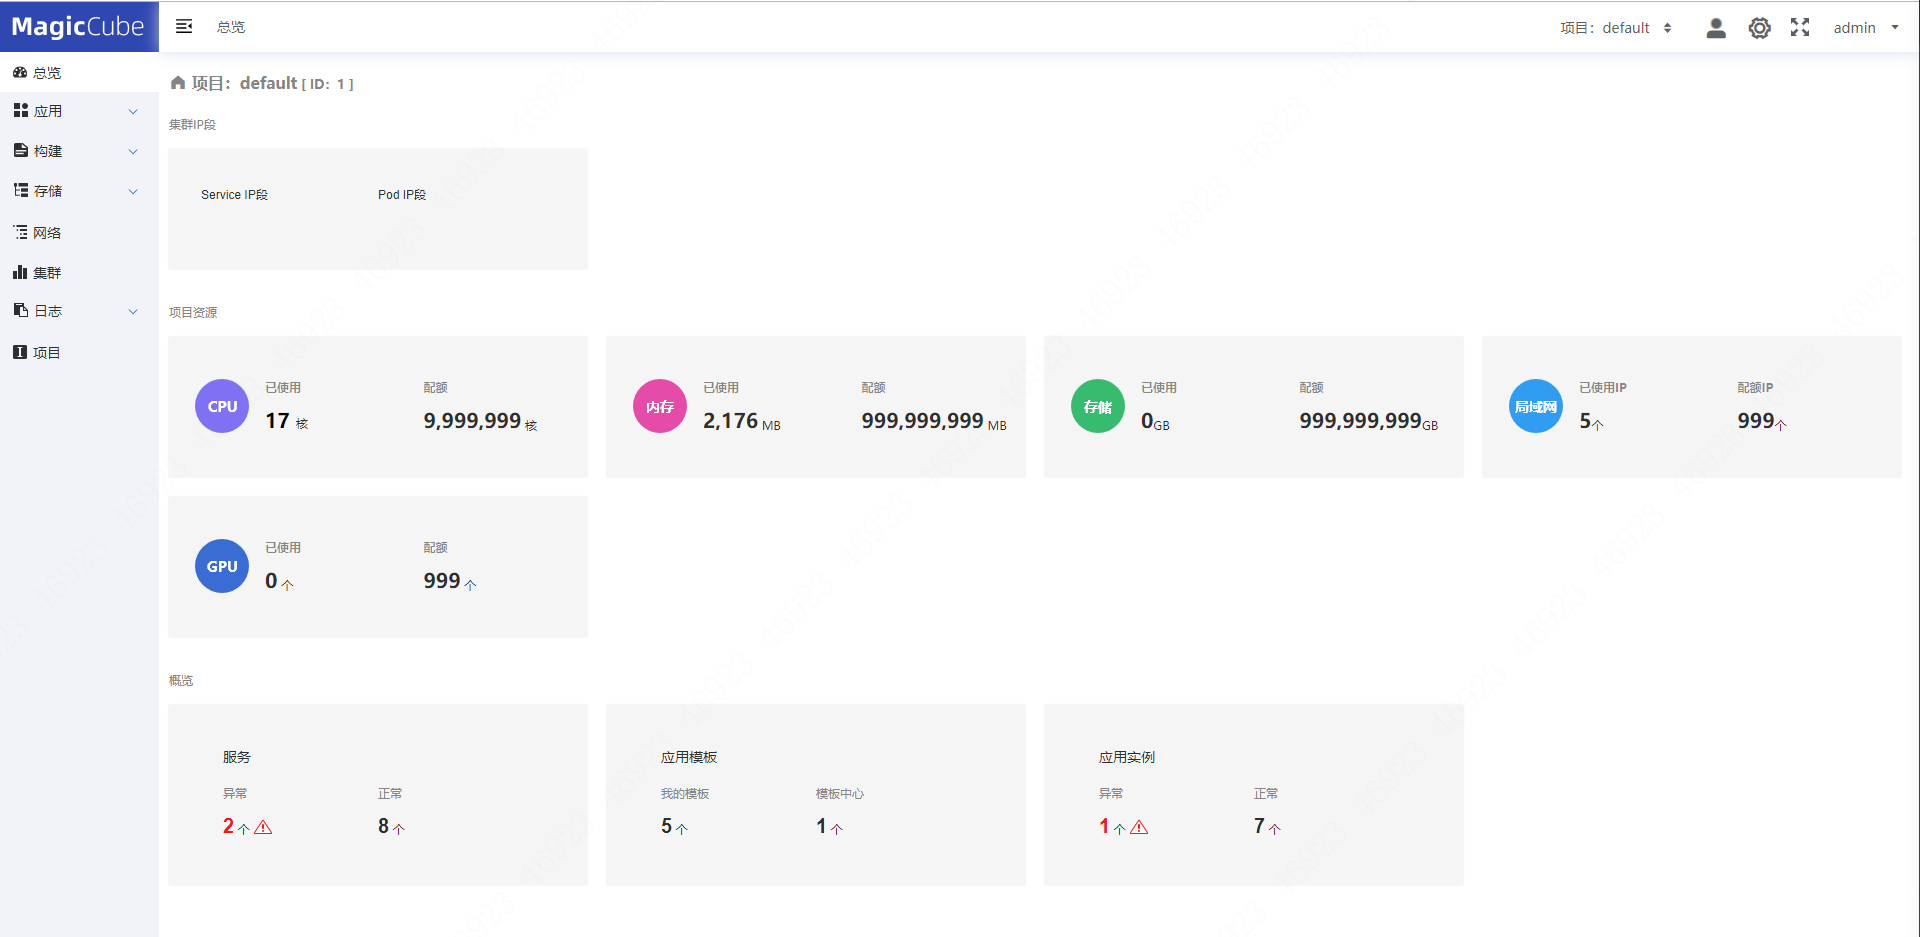 MagicCube
总览
项目：default
admin
总览
应用
构建
存储
网络
集群
日志
项目
项目：default [ ID: 1 ]
集群IP段
Service IP段
Pod IP段
项目资源
CPU
已使用
17 核
配额
9,999,999 核
内存
已使用
2,176 MB
配额
999,999,999 MB
存储
已使用
0GB
配额
999,999,999GB
局域网
已使用IP
5个
配额IP
999个
GPU
已使用
0 个
配额
999 个
概览
服务
异常
2 个
正常
8 个
应用模板
我的模板
5 个
模板中心
1 个
应用实例
异常
1 个
正常
7 个
16923